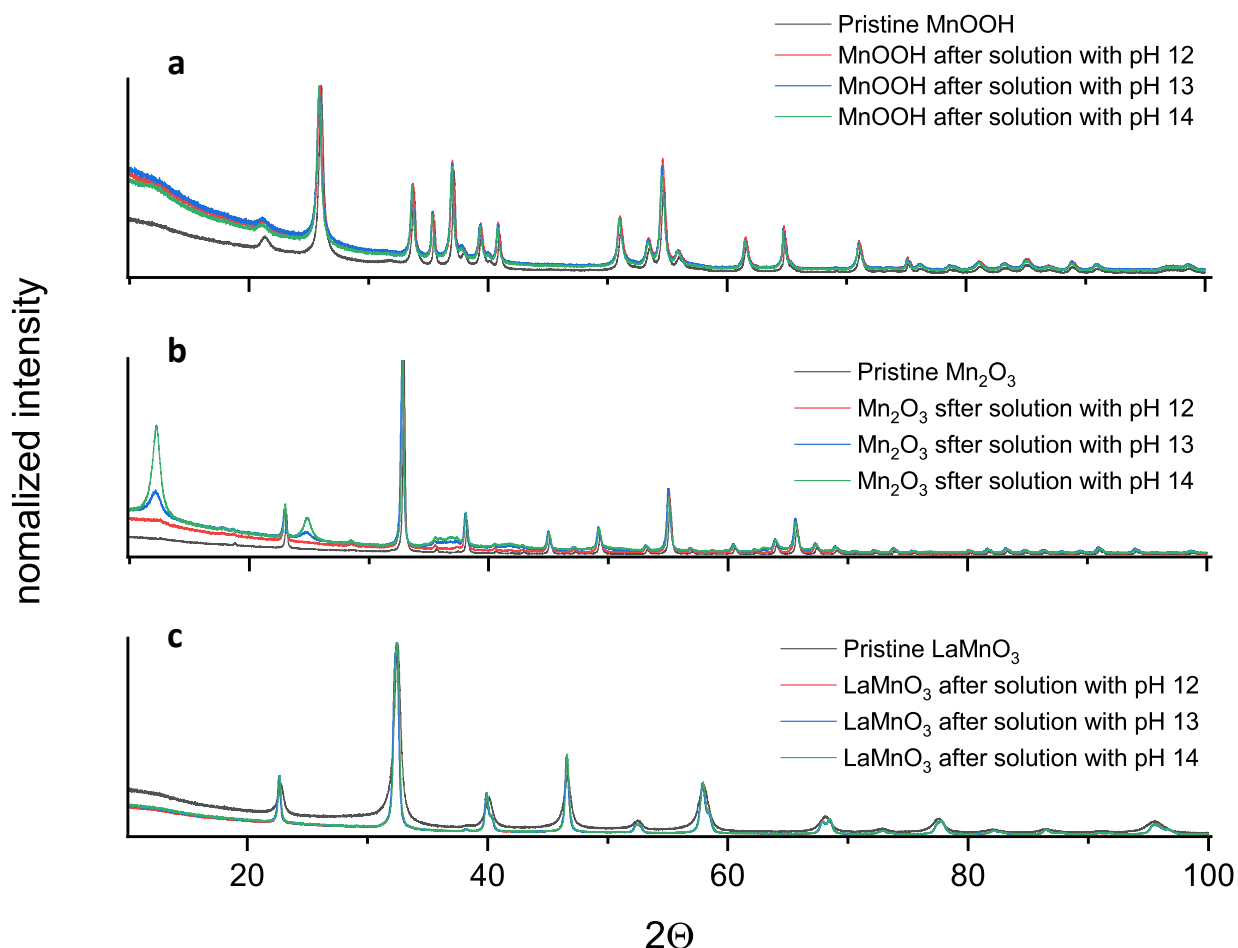 Pristine MnOOH
MnOOH after solution with pH 12
MnOOH after solution with pH 13
MnOOH after solution with pH 14
a
b
Pristine Mn₂O₃
Mn₂O₃ sfter solution with pH 12
Mn₂O₃ sfter solution with pH 13
Mn₂O₃ sfter solution with pH 14
c
Pristine LaMnO₃
LaMnO₃ after solution with pH 12
LaMnO₃ after solution with pH 13
LaMnO₃ after solution with pH 14
nomalized intensity
20 40 60 80 100
2Θ